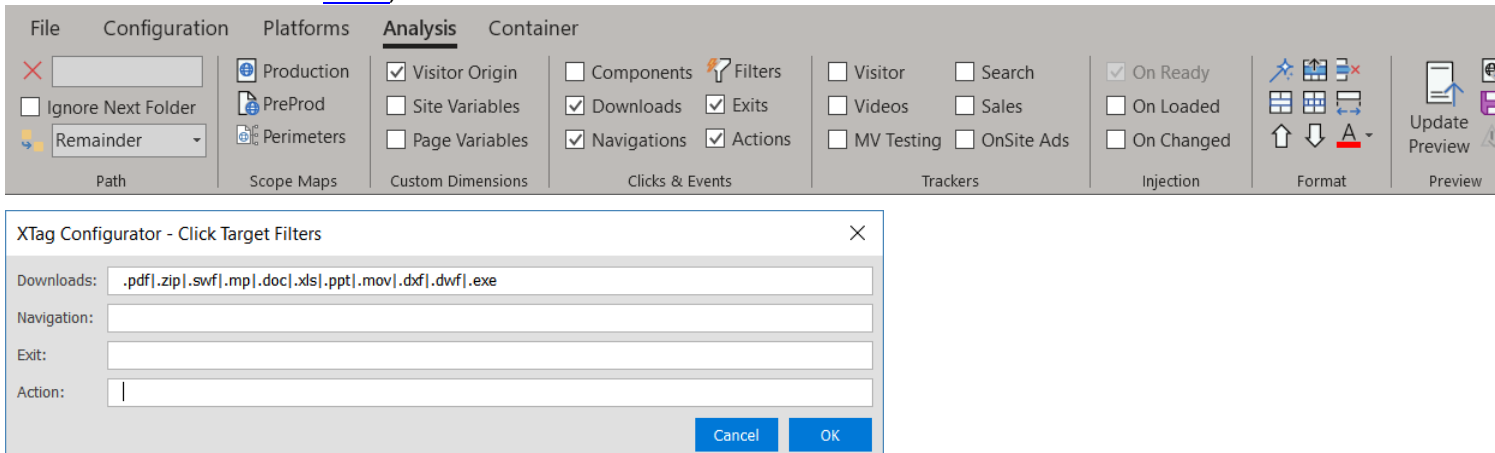 File Configuration Platforms Analysis Container
Production Visitor Origin Components Filters Visitor Search On Ready
Ignore Next Folder PreProd Site Variables Downloads Exits Videos Sales On Loaded
Remainder Perimeters Page Variables Navigations Actions MV Testing OnSite Ads On Changed A Update Preview
Path Scope Maps Custom Dimensions Clicks & Events Trackers Injection Format Preview
XTag Configurator - Click Target Filters
Downloads: .pdf|.zip|.swf|.mp|.doc|.xls|.ppt|.mov|.dxf|.dwf|.exe
Navigation:
Exit:
Action:
Cancel OK